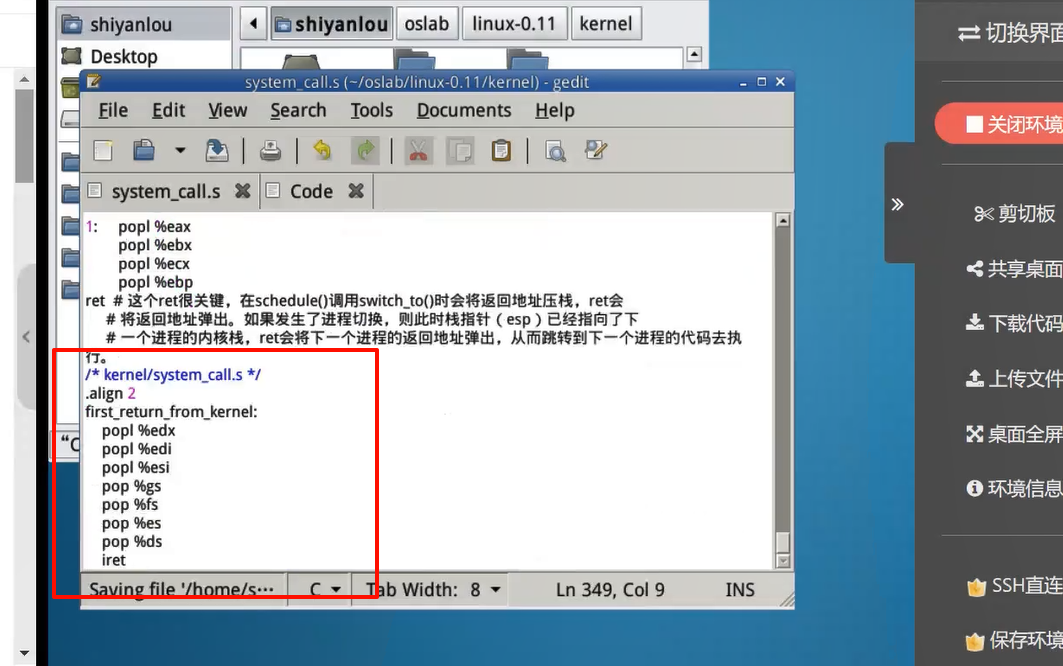 shiyanlou
shiyanlou oslab linux-0.11 kernel
Desktop
system_call.s (~/oslab/linux-0.11/kernel) - gedit
File Edit View Search Tools Documents Help
system_call.s Code
1: popl %eax
popl %ebx
popl %ecx
popl %ebp
ret # 这个ret很关键，在schedule()调用switch_to()时会将返回地址压栈，ret会
# 将返回地址弹出。如果发生了进程切换，则此时栈指针（esp）已经指向了下
# 一个进程的内核栈，ret会将下一个进程的返回地址弹出，从而跳转到下一个进程的代码去执
行。
/* kernel/system_call.s */
.align 2
first_return_from_kernel:
popl %edx
popl %edi
popl %esi
pop %gs
pop %fs
pop %es
pop %ds
iret
Saving file '/home/s··· C Tab Width: 8 Ln 349, Col 9 INS
“C
切换界面
关闭环境
剪切板
共享桌面
下载代码
上传文件
桌面全屏
环境信息
SSH直连
保存环境